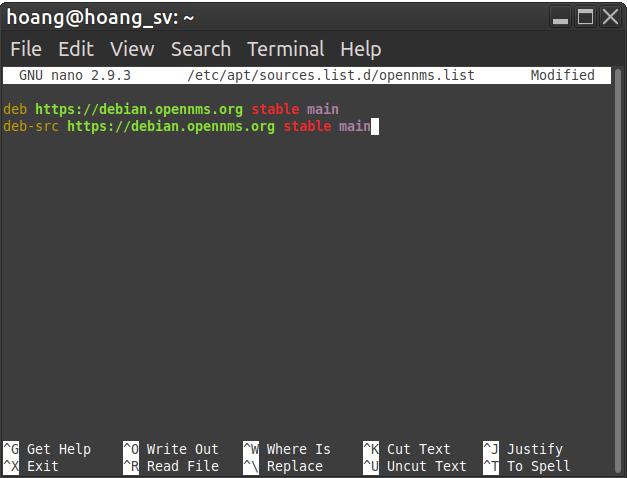 hoang@hoang_sv: ~
File Edit View Search Terminal Help
GNU nano 2.9.3 /etc/apt/sources.list.d/opennms.list Modified
deb https://debian.opennms.org stable main
deb-src https://debian.opennms.org stable main
^G Get Help ^O Write Out ^W Where Is ^K Cut Text ^J Justify
^X Exit ^R Read File ^\ Replace ^U Uncut Text ^T To Spell